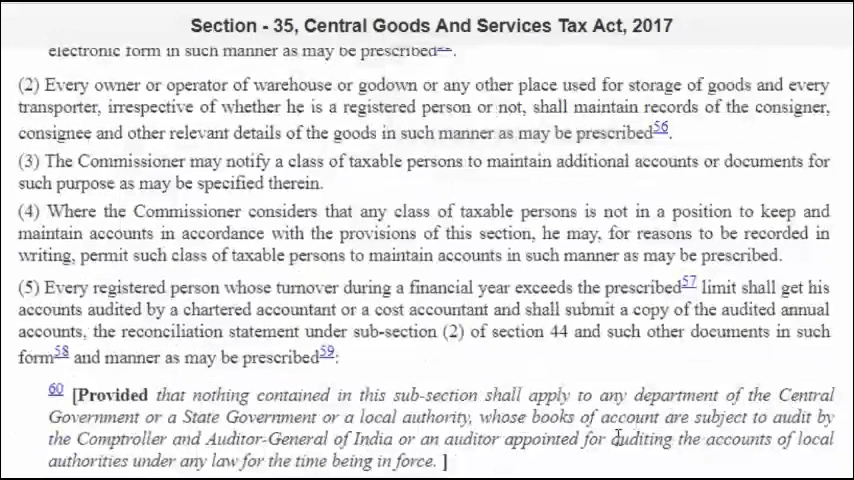 Section - 35, Central Goods And Services Tax Act, 2017
electronic form in such manner as may be prescribed55.
(2) Every owner or operator of warehouse or godown or any other place used for storage of goods and every
transporter, irrespective of whether he is a registered person or not, shall maintain records of the consigner,
consignee and other relevant details of the goods in such manner as may be prescribed56.
(3) The Commissioner may notify a class of taxable persons to maintain additional accounts or documents for
such purpose as may be specified therein.
(4) Where the Commissioner considers that any class of taxable persons is not in a position to keep and
maintain accounts in accordance with the provisions of this section, he may, for reasons to be recorded in
writing, permit such class of taxable persons to maintain accounts in such manner as may be prescribed.
(5) Every registered person whose turnover during a financial year exceeds the prescribed57 limit shall get his
accounts audited by a chartered accountant or a cost accountant and shall submit a copy of the audited annual
accounts, the reconciliation statement under sub-section (2) of section 44 and such other documents in such
form58 and manner as may be prescribed59:
60 [Provided that nothing contained in this sub-section shall apply to any department of the Central
Government or a State Government or a local authority, whose books of account are subject to audit by
the Comptroller and Auditor-General of India or an auditor appointed for auditing the accounts of local
authorities under any law for the time being in force. ]